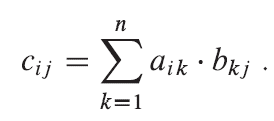 c_{ij} = \sum_{k=1}^{n} a_{ik} \cdot b_{kj} .